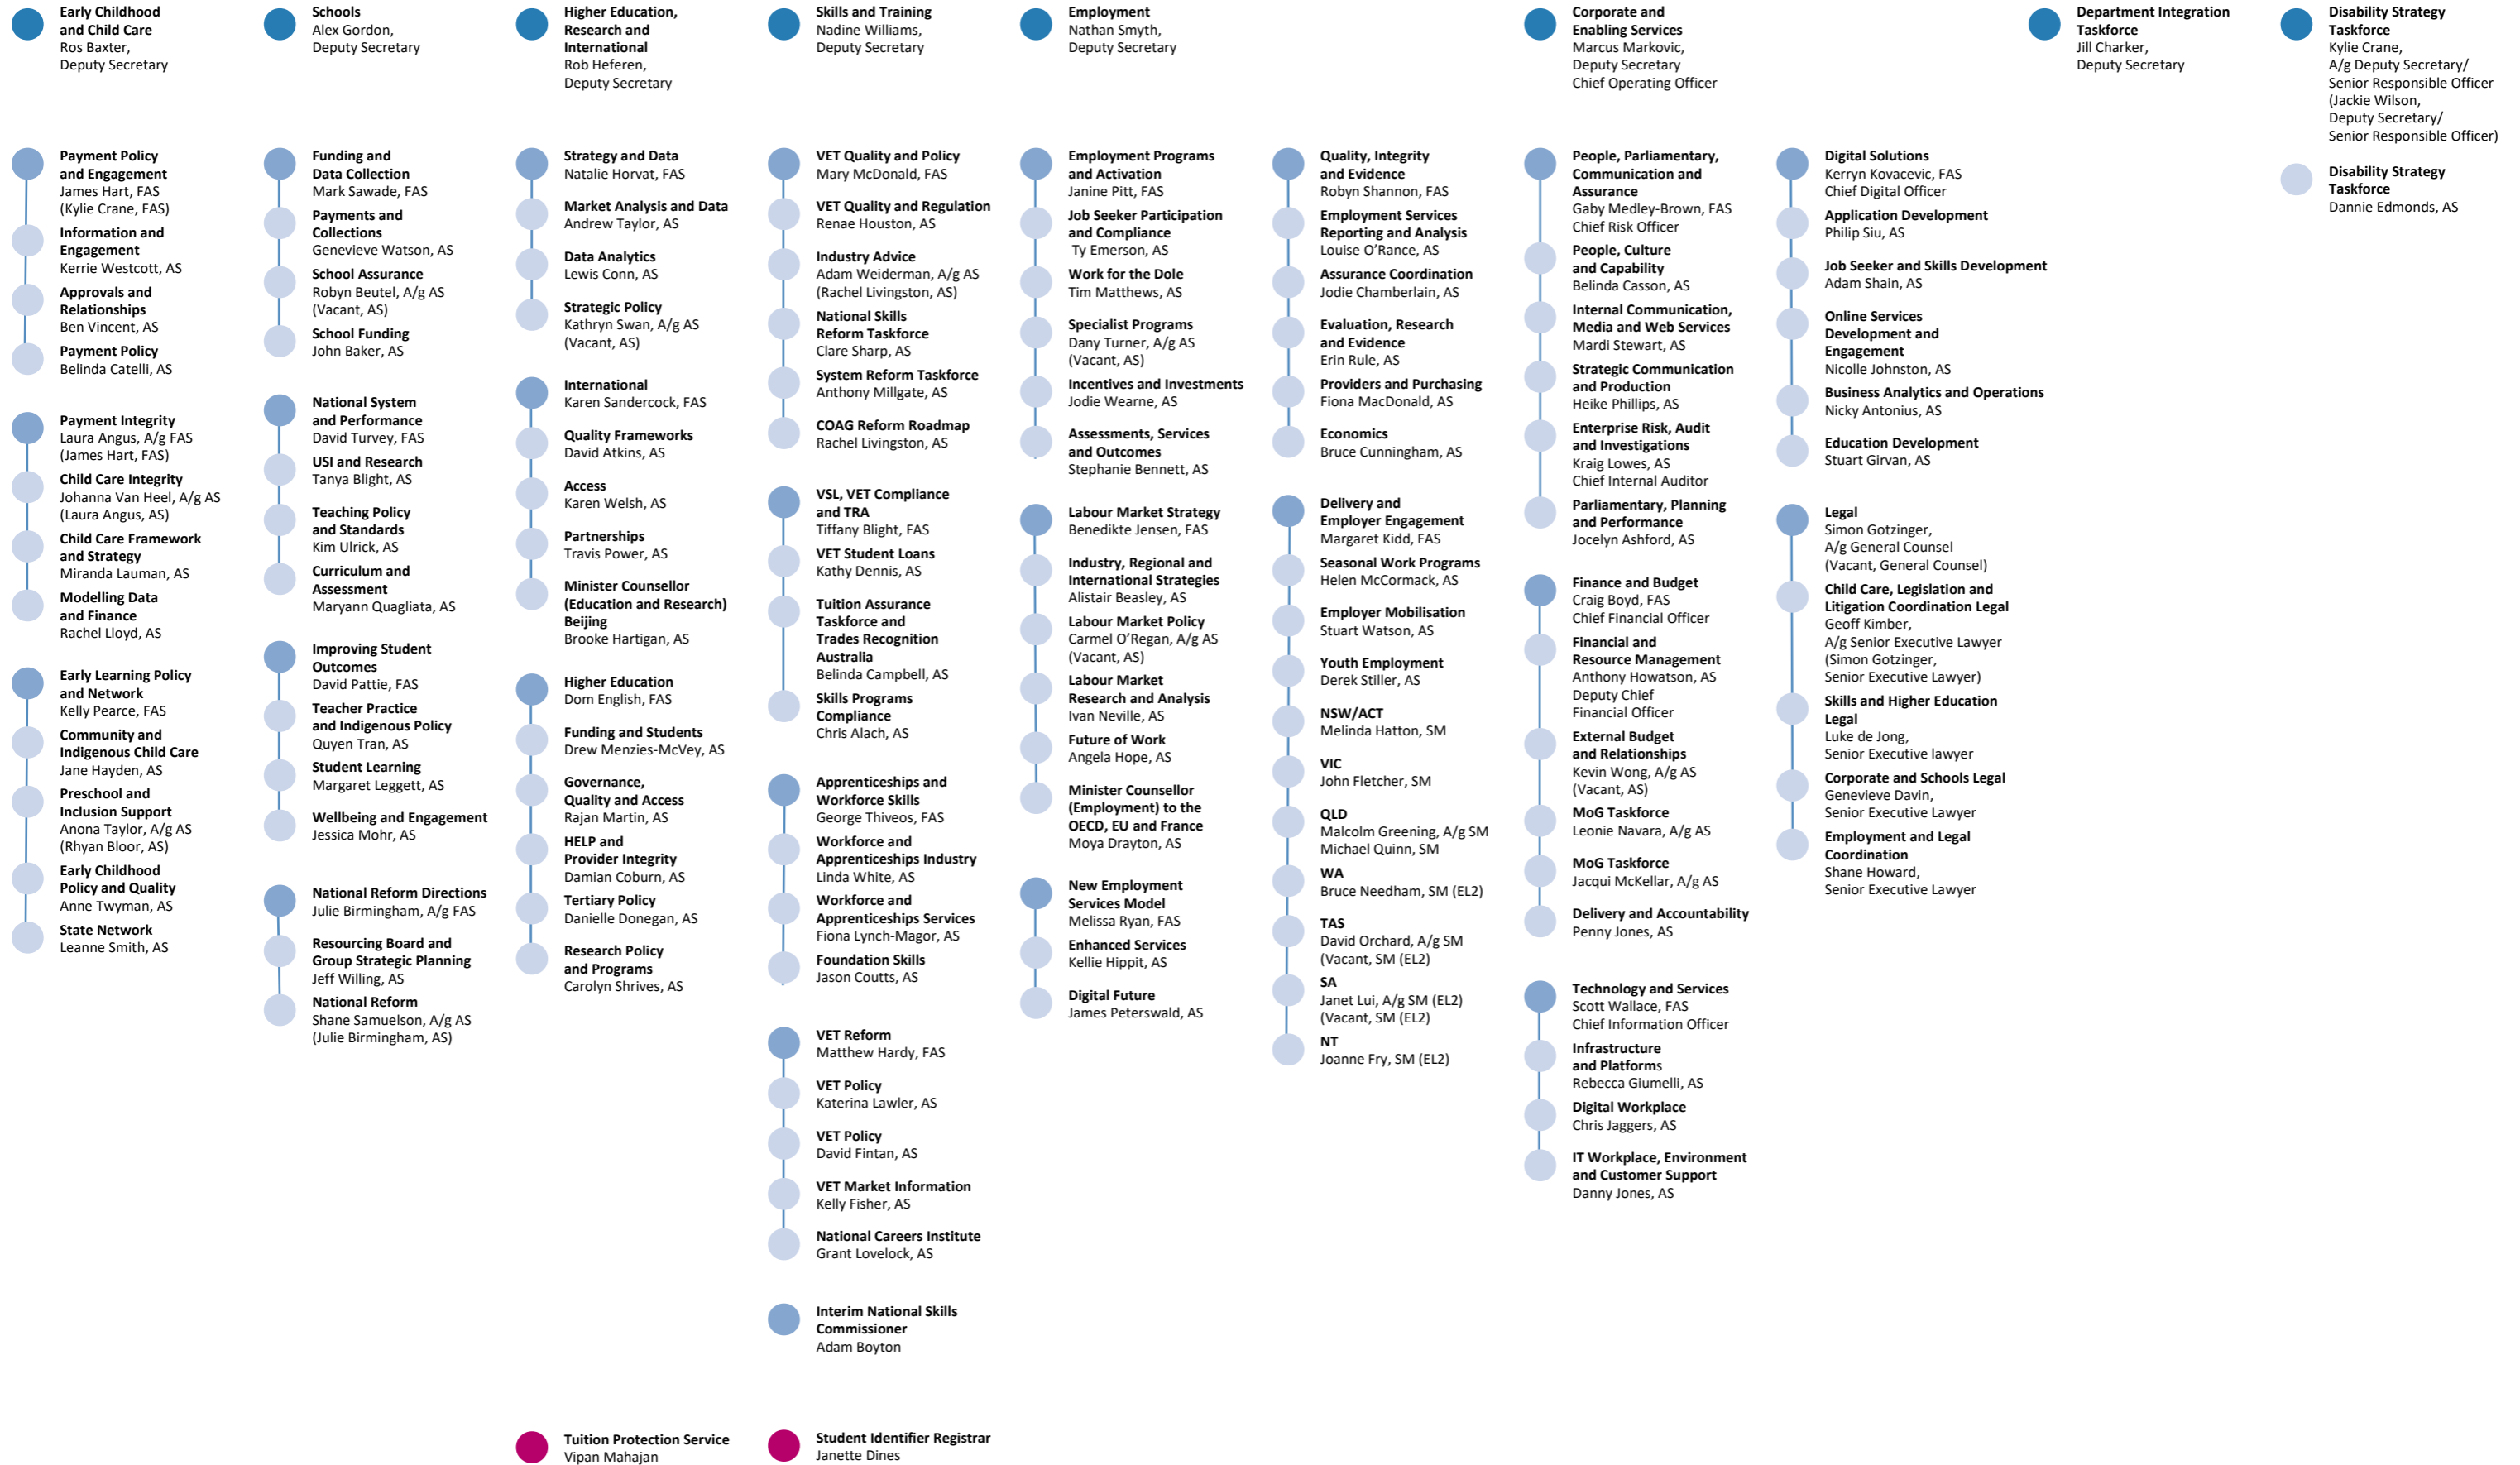 Early Childhood
and Child Care
Ros Baxter,
Deputy Secretary
Schools
Alex Gordon,
Deputy Secretary
Higher Education,
Research and
International
Rob Heferen,
Deputy Secretary
Skills and Training
Nadine Williams,
Deputy Secretary
Employment
Nathan Smyth,
Deputy Secretary
Corporate and
Enabling Services
Marcus Markovic,
Deputy Secretary
Chief Operating Officer
Department Integration
Taskforce
Jill Charker,
Deputy Secretary
Disability Strategy
Taskforce
Kylie Crane,
A/g Deputy Secretary/
Senior Responsible Officer
(Jackie Wilson,
Deputy Secretary/
Senior Responsible Officer)
Payment Policy
and Engagement
James Hart, FAS
(Kylie Crane, FAS)
Information and
Engagement
Kerrie Westcott, AS
Approvals and
Relationships
Ben Vincent, AS
Payment Policy
Belinda Catelli, AS
Payment Integrity
Laura Angus, A/g FAS
(James Hart, FAS)
Child Care Integrity
Johanna Van Heel, A/g AS
(Laura Angus, AS)
Child Care Framework
and Strategy
Miranda Lauman, AS
Modelling Data
and Finance
Rachel Lloyd, AS
Early Learning Policy
and Network
Kelly Pearce, FAS
Community and
Indigenous Child Care
Jane Hayden, AS
Preschool and
Inclusion Support
Anona Taylor, A/g AS
(Rhyan Bloor, AS)
Early Childhood
Policy and Quality
Anne Twyman, AS
State Network
Leanne Smith, AS
Funding and
Data Collection
Mark Sawade, FAS
Payments and
Collections
Genevieve Watson, AS
School Assurance
Robyn Beutel, A/g AS
(Vacant, AS)
School Funding
John Baker, AS
National System
and Performance
David Turvey, FAS
USI and Research
Tanya Blight, AS
Teaching Policy
and Standards
Kim Ulrick, AS
Curriculum and
Assessment
Maryann Quagliata, AS
Improving Student
Outcomes
David Pattie, FAS
Teacher Practice
and Indigenous Policy
Quyen Tran, AS
Student Learning
Margaret Leggett, AS
Wellbeing and Engagement
Jessica Mohr, AS
National Reform Directions
Julie Birmingham, A/g FAS
Resourcing Board and
Group Strategic Planning
Jeff Willing, AS
National Reform
Shane Samuelson, A/g AS
(Julie Birmingham, AS)
Strategy and Data
Natalie Horvat, FAS
Market Analysis and Data
Andrew Taylor, AS
Data Analytics
Lewis Conn, AS
Strategic Policy
Kathryn Swan, A/g AS
(Vacant, AS)
International
Karen Sandercock, FAS
Quality Frameworks
David Atkins, AS
Access
Karen Welsh, AS
Partnerships
Travis Power, AS
Minister Counsellor
(Education and Research)
Beijing
Brooke Hartigan, AS
Higher Education
Dom English, FAS
Funding and Students
Drew Menzies-McVey, AS
Governance,
Quality and Access
Rajan Martin, AS
HELP and
Provider Integrity
Damian Coburn, AS
Tertiary Policy
Danielle Donegan, AS
Research Policy
and Programs
Carolyn Shrives, AS
Tuition Protection Service
Vipan Mahajan
VET Quality and Policy
Mary McDonald, FAS
VET Quality and Regulation
Renae Houston, AS
Industry Advice
Adam Weiderman, A/g AS
(Rachel Livingston, AS)
National Skills
Reform Taskforce
Clare Sharp, AS
System Reform Taskforce
Anthony Millgate, AS
COAG Reform Roadmap
Rachel Livingston, AS
VSL, VET Compliance
and TRA
Tiffany Blight, FAS
VET Student Loans
Kathy Dennis, AS
Tuition Assurance
Taskforce and
Trades Recognition
Australia
Belinda Campbell, AS
Skills Programs
Compliance
Chris Alach, AS
Apprenticeships and
Workforce Skills
George Thiveos, FAS
Workforce and
Apprenticeships Industry
Linda White, AS
Workforce and
Apprenticeships Services
Fiona Lynch-Magor, AS
Foundation Skills
Jason Coutts, AS
VET Reform
Matthew Hardy, FAS
VET Policy
Katerina Lawler, AS
VET Policy
David Fintan, AS
VET Market Information
Kelly Fisher, AS
National Careers Institute
Grant Lovelock, AS
Interim National Skills
Commissioner
Adam Boyton
Student Identifier Registrar
Janette Dines
Employment Programs
and Activation
Janine Pitt, FAS
Job Seeker Participation
and Compliance
Ty Emerson, AS
Work for the Dole
Tim Matthews, AS
Specialist Programs
Dany Turner, A/g AS
(Vacant, AS)
Incentives and Investments
Jodie Wearne, AS
Assessments, Services
and Outcomes
Stephanie Bennett, AS
Labour Market Strategy
Benedikte Jensen, FAS
Industry, Regional and
International Strategies
Alistair Beasley, AS
Labour Market Policy
Carmel O’Regan, A/g AS
(Vacant, AS)
Labour Market
Research and Analysis
Ivan Neville, AS
Future of Work
Angela Hope, AS
Minister Counsellor
(Employment) to the
OECD, EU and France
Moya Drayton, AS
New Employment
Services Model
Melissa Ryan, FAS
Enhanced Services
Kellie Hippit, AS
Digital Future
James Peterswald, AS
Quality, Integrity
and Evidence
Robyn Shannon, FAS
Employment Services
Reporting and Analysis
Louise O’Rance, AS
Assurance Coordination
Jodie Chamberlain, AS
Evaluation, Research
and Evidence
Erin Rule, AS
Providers and Purchasing
Fiona MacDonald, AS
Economics
Bruce Cunningham, AS
Delivery and
Employer Engagement
Margaret Kidd, FAS
Seasonal Work Programs
Helen McCormack, AS
Employer Mobilisation
Stuart Watson, AS
Youth Employment
Derek Stiller, AS
NSW/ACT
Melinda Hatton, SM
VIC
John Fletcher, SM
QLD
Malcolm Greening, A/g SM
Michael Quinn, SM
WA
Bruce Needham, SM (EL2)
TAS
David Orchard, A/g SM
(Vacant, SM (EL2)
SA
Janet Lui, A/g SM (EL2)
(Vacant, SM (EL2)
NT
Joanne Fry, SM (EL2)
People, Parliamentary,
Communication and
Assurance
Gaby Medley-Brown, FAS
Chief Risk Officer
People, Culture
and Capability
Belinda Casson, AS
Internal Communication,
Media and Web Services
Mardi Stewart, AS
Strategic Communication
and Production
Heike Phillips, AS
Enterprise Risk, Audit
and Investigations
Kraig Lowes, AS
Chief Internal Auditor
Parliamentary, Planning
and Performance
Jocelyn Ashford, AS
Finance and Budget
Craig Boyd, FAS
Chief Financial Officer
Financial and
Resource Management
Anthony Howatson, AS
Deputy Chief
Financial Officer
External Budget
and Relationships
Kevin Wong, A/g AS
(Vacant, AS)
MoG Taskforce
Leonie Navara, A/g AS
MoG Taskforce
Jacqui McKellar, A/g AS
Delivery and Accountability
Penny Jones, AS
Technology and Services
Scott Wallace, FAS
Chief Information Officer
Infrastructure
and Platforms
Rebecca Giumelli, AS
Digital Workplace
Chris Jaggers, AS
IT Workplace, Environment
and Customer Support
Danny Jones, AS
Digital Solutions
Kerryn Kovacevic, FAS
Chief Digital Officer
Application Development
Philip Siu, AS
Job Seeker and Skills Development
Adam Shain, AS
Online Services
Development and
Engagement
Nicolle Johnston, AS
Business Analytics and Operations
Nicky Antonius, AS
Education Development
Stuart Girvan, AS
Legal
Simon Gotzinger,
A/g General Counsel
(Vacant, General Counsel)
Child Care, Legislation and
Litigation Coordination Legal
Geoff Kimber,
A/g Senior Executive Lawyer
(Simon Gotzinger,
Senior Executive Lawyer)
Skills and Higher Education
Legal
Luke de Jong,
Senior Executive lawyer
Corporate and Schools Legal
Genevieve Davin,
Senior Executive Lawyer
Employment and Legal
Coordination
Shane Howard,
Senior Executive Lawyer
Disability Strategy
Taskforce
Dannie Edmonds, AS